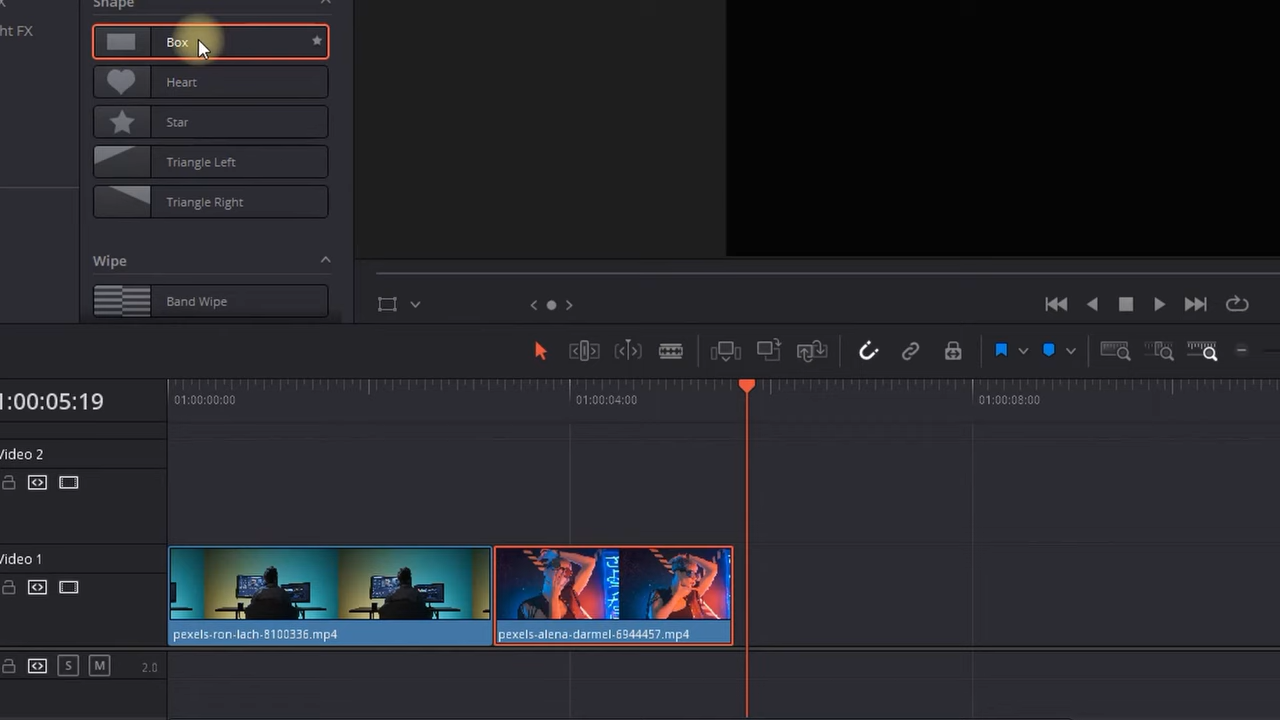 Shape
ht FX
Box
Heart
Star
Triangle Left
Triangle Right
Wipe
Band Wipe
1:00:05:19
01:00:00:00
01:00:04:00
01:00:08:00
Video 2
Video 1
pexels-ron-lach-8100336.mp4
pexels-alena-darmel-6944457.mp4
S
M
2.0